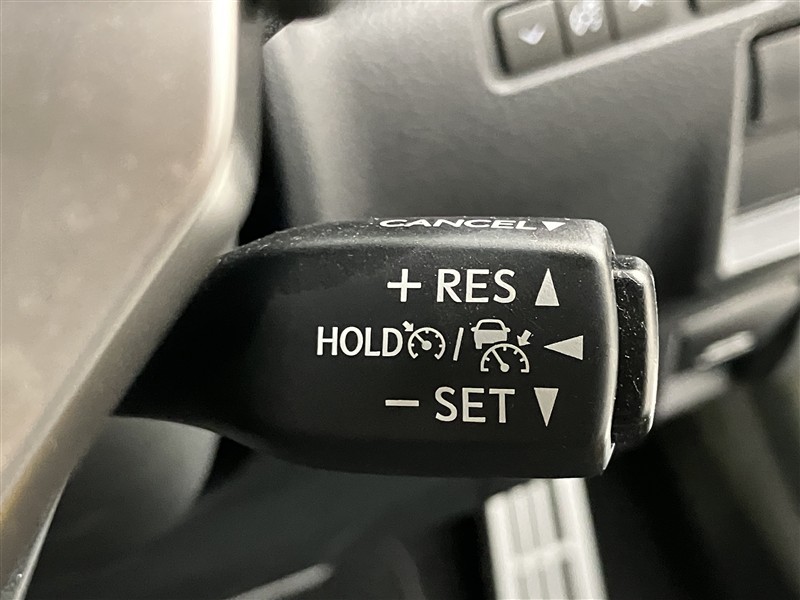 CANCEL▼
+ RES ▲
HOLD / ◀
− SET ▼